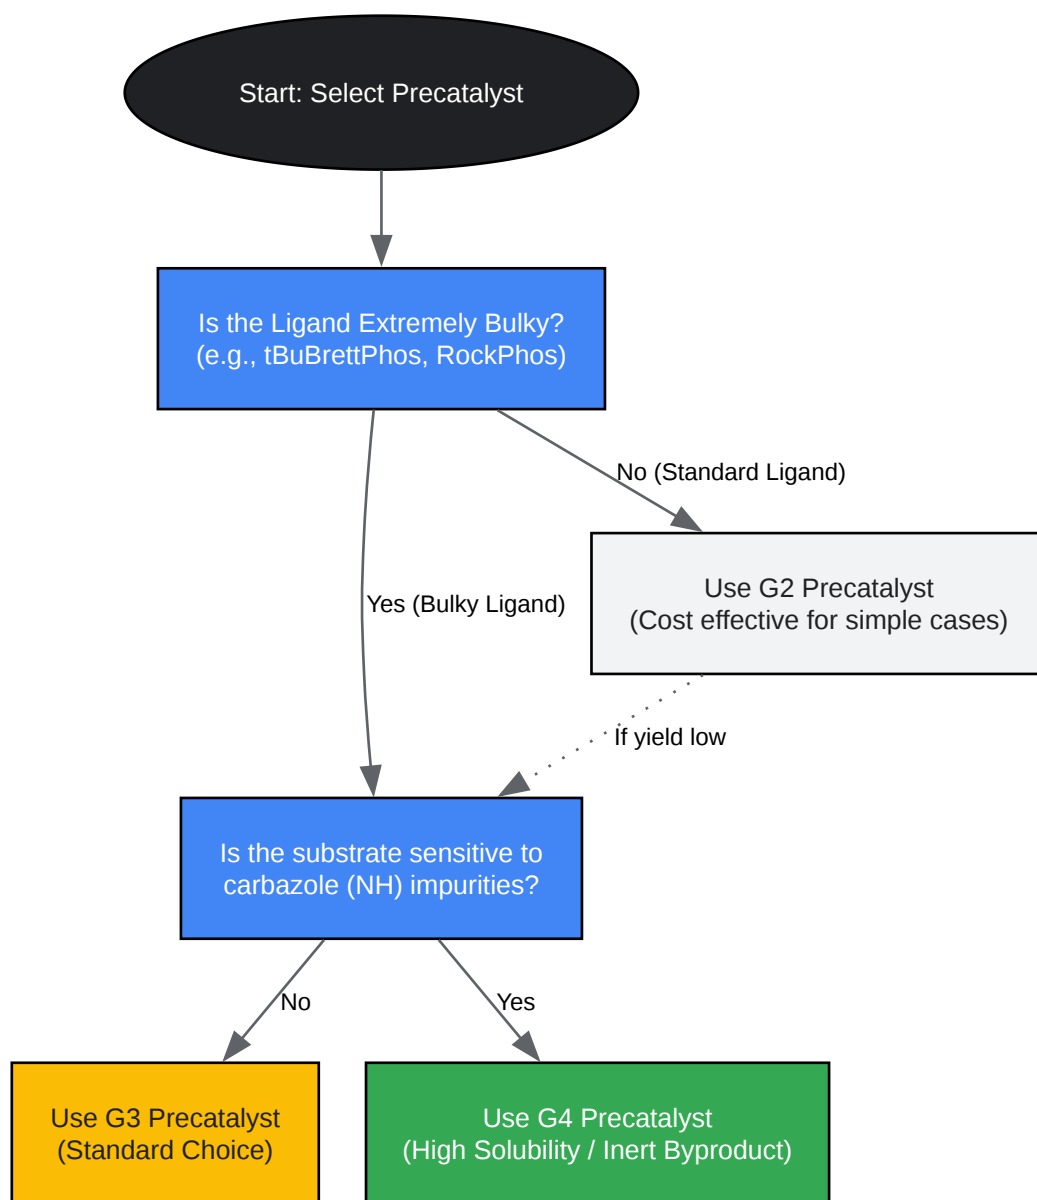 Start: Select Precatalyst
Is the Ligand Extremely Bulky?
(e.g., tBuBrettPhos, RockPhos)
No (Standard Ligand)
Use G2 Precatalyst
(Cost effective for simple cases)
Yes (Bulky Ligand)
If yield low
Is the substrate sensitive to
carbazole (NH) impurities?
No
Yes
Use G3 Precatalyst
(Standard Choice)
Use G4 Precatalyst
(High Solubility / Inert Byproduct)